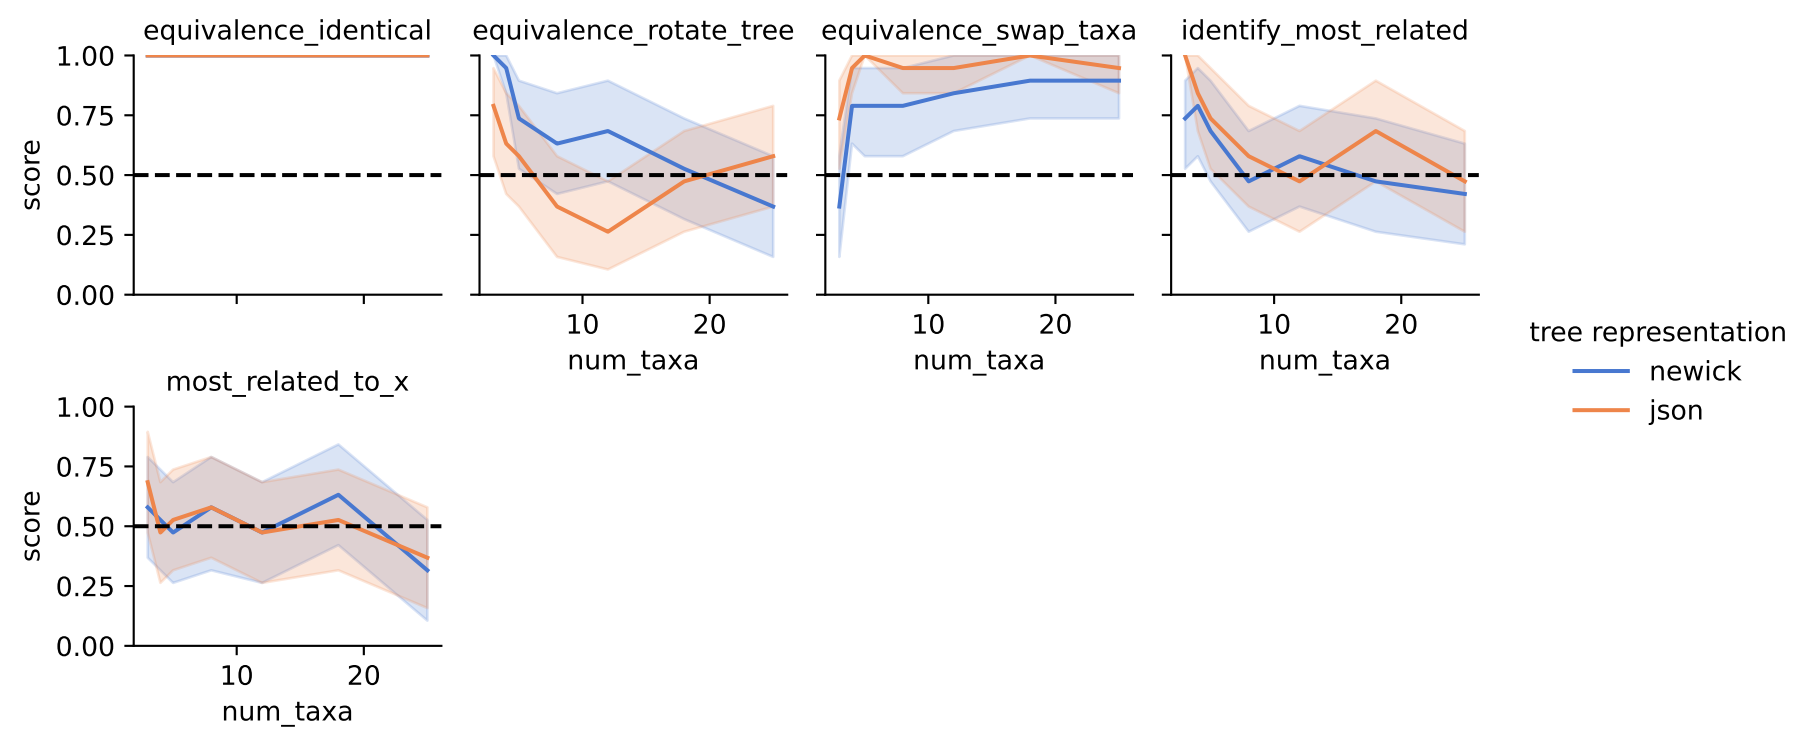 equivalence_identical
equivalence_rotate_tree
equivalence_swap_taxa
identify_most_related
1.00
0.75
0.50
0.25
0.00
score
10
20
num_taxa
10
20
num_taxa
10
20
num_taxa
tree representation
newick
json
most_related_to_x
1.00
0.75
0.50
0.25
0.00
score
10
20
num_taxa